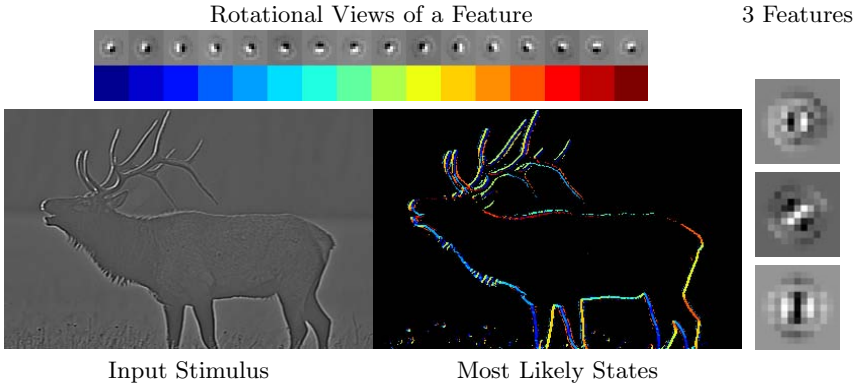 Rotational Views of a Feature
3 Features
Input Stimulus
Most Likely States